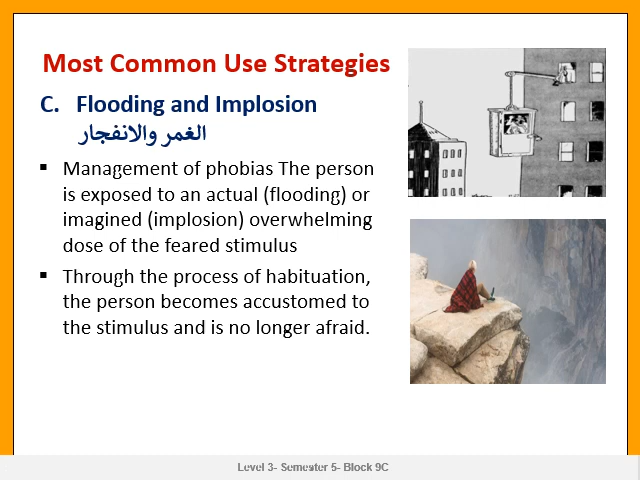 Most Common Use Strategies
C. Flooding and Implosion
الغمر والانفجار
▪ Management of phobias The person
is exposed to an actual (flooding) or
imagined (implosion) overwhelming
dose of the feared stimulus
▪ Through the process of habituation,
the person becomes accustomed to
the stimulus and is no longer afraid.
Level 3- Semester 5- Block 9C